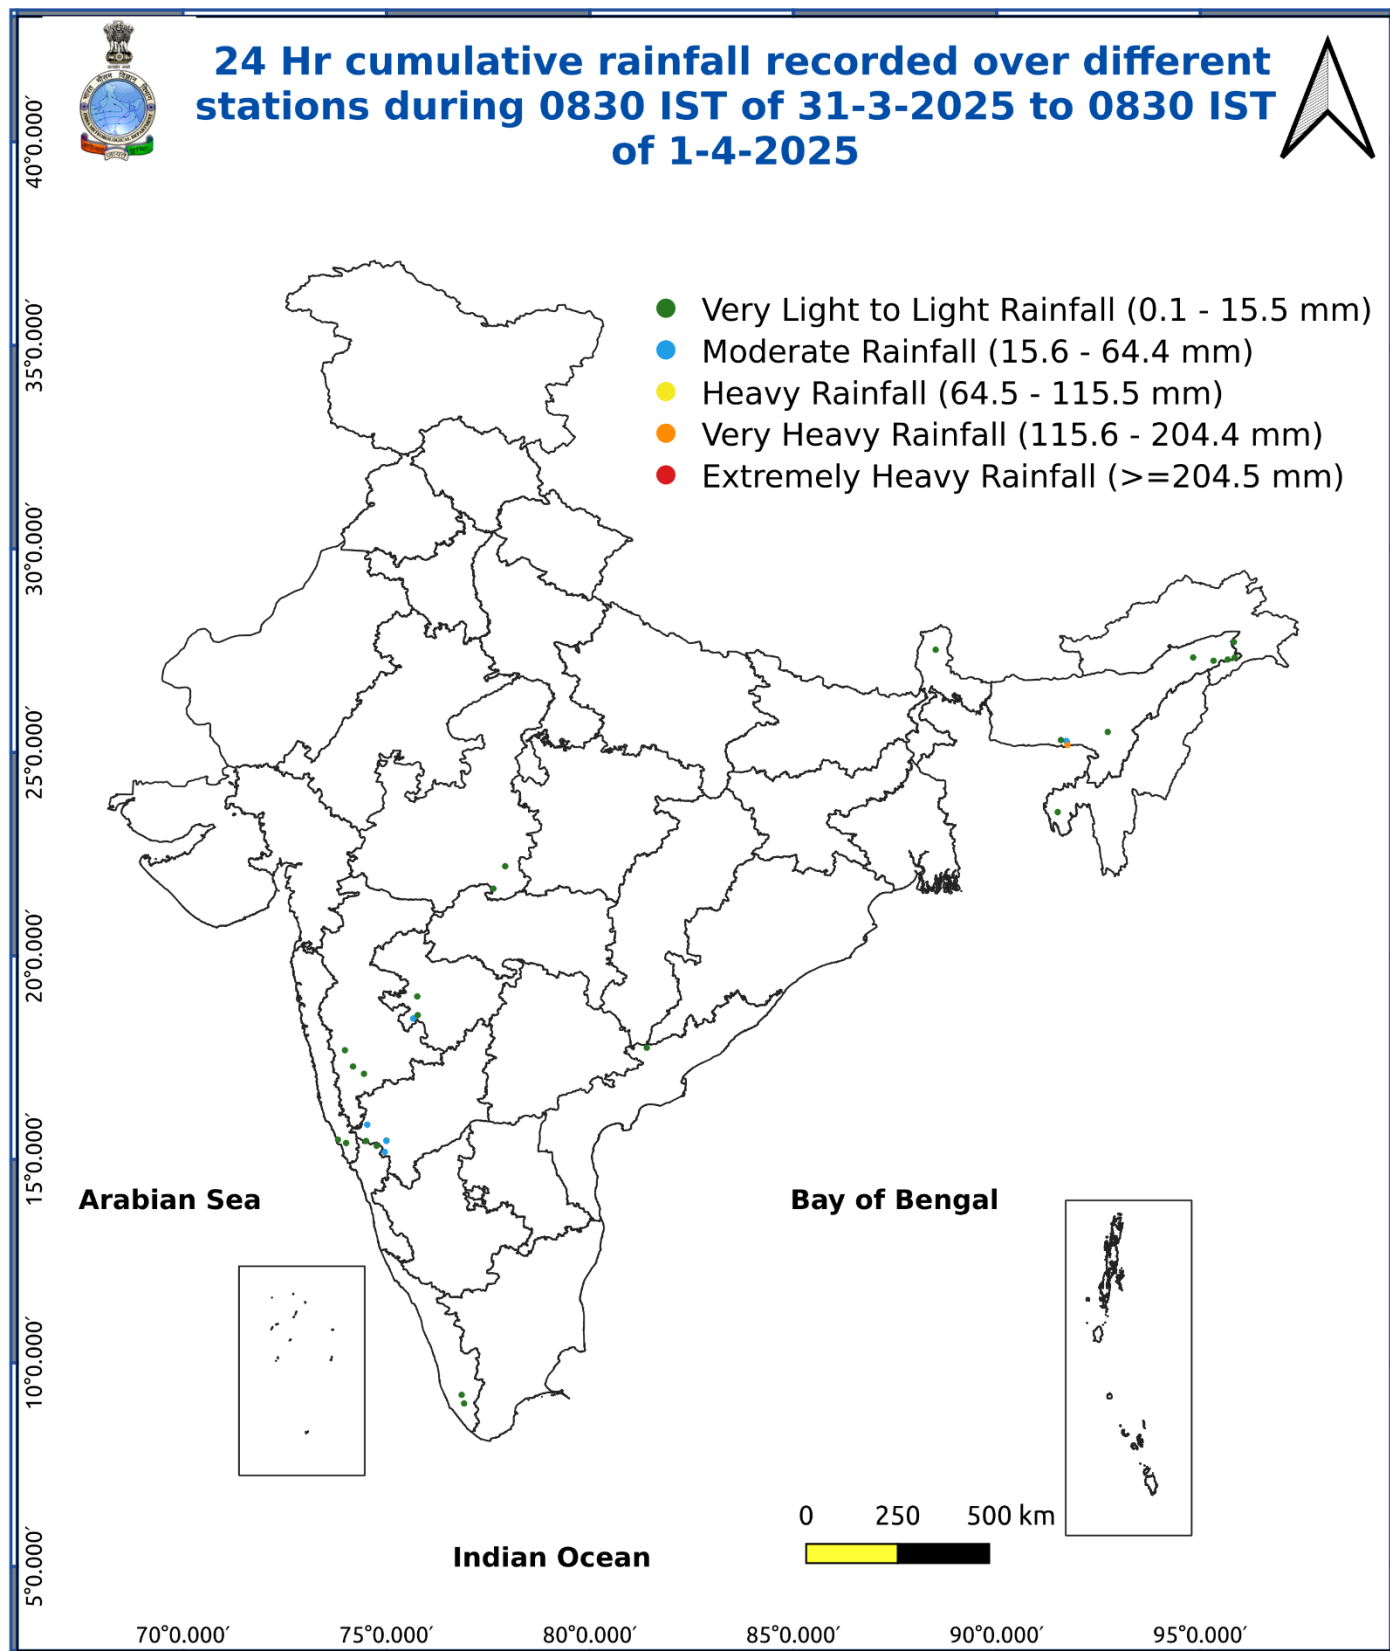 24 Hr cumulative rainfall recorded over different
stations during 0830 IST of 31-3-2025 to 0830 IST
of 1-4-2025
Very Light to Light Rainfall (0.1 - 15.5 mm)
Moderate Rainfall (15.6 - 64.4 mm)
Heavy Rainfall (64.5 - 115.5 mm)
Very Heavy Rainfall (115.6 - 204.4 mm)
Extremely Heavy Rainfall (>=204.5 mm)
40°0.000′
35°0.000′
30°0.000′
25°0.000′
20°0.000′
15°0.000′
10°0.000′
5°0.000′
Arabian Sea
Bay of Bengal
Indian Ocean
0 250 500 km
70°0.000′ 75°0.000′ 80°0.000′ 85°0.000′ 90°0.000′ 95°0.000′